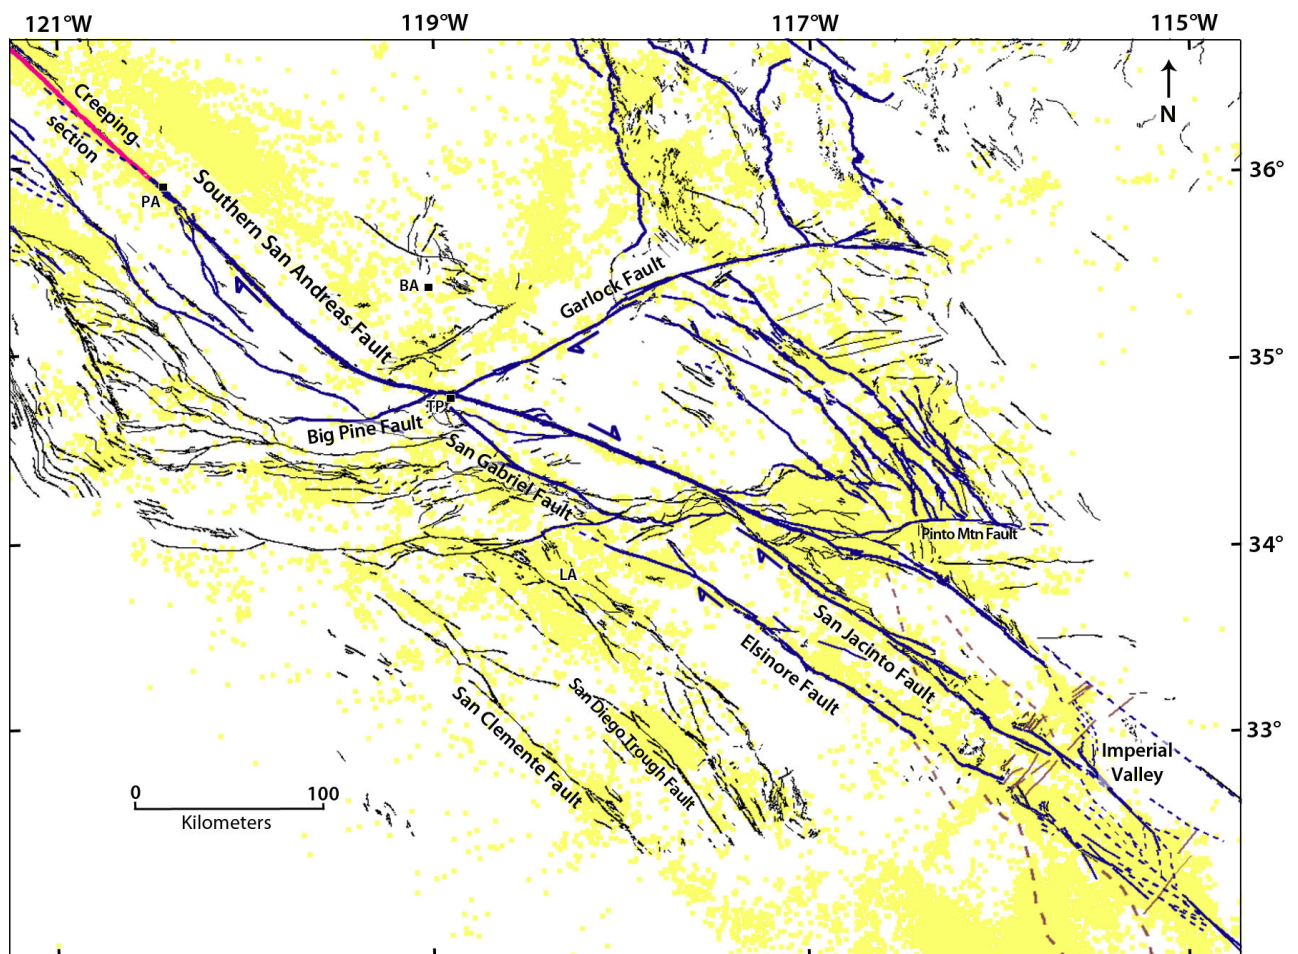 121°W
119°W
117°W
115°W
N
Creeping
section
36°
PA
Southern San Andreas Fault
BA
Garlock Fault
35°
TP
Big Pine Fault
San Gabriel Fault
Pinto Mtn Fault
34°
LA
San Jacinto Fault
Elsinore Fault
San Diego Trough Fault
San Clemente Fault
33°
Imperial
Valley
0
100
Kilometers